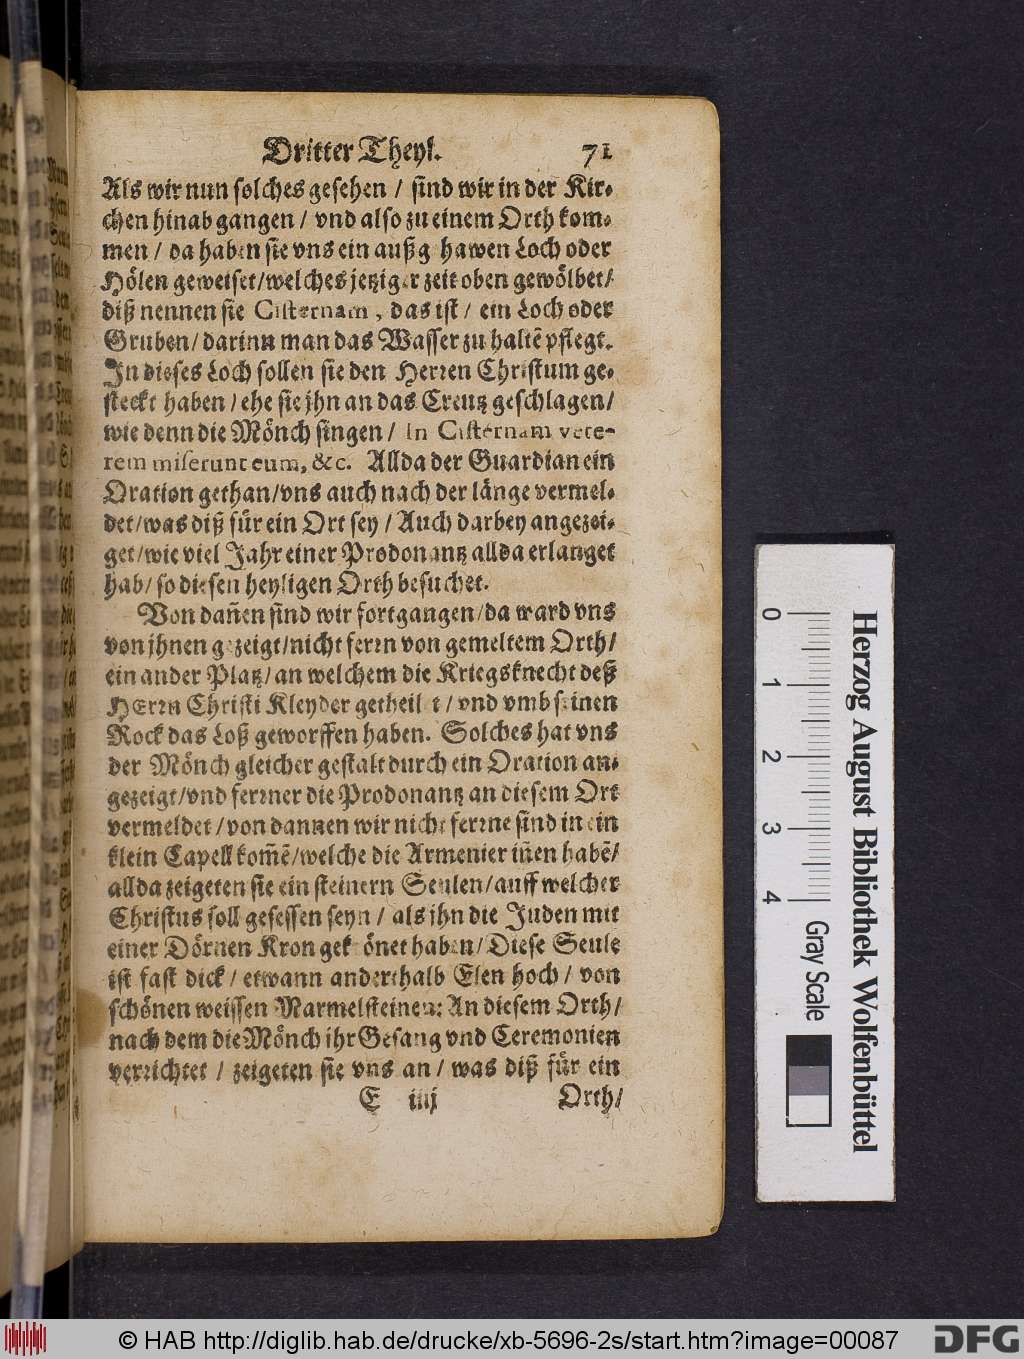 Dritter Theyl. 71
Als wir nun solches gesehen / sind wir in der Kir⸗
chen hinab gangen / vnd also zu einem Orth kom⸗
men / da haben sie vns ein außg hawen Loch oder
Hölen geweiset/welches jetziger zeit oben gewölbet/
diß nennen sie Cisternam, das ist / ein Loch oder
Gruben/darinn man das Wasser zu haltẽ pflegt.
In dieses Loch sollen sie den Herren Christum ge⸗
steckt haben / ehe sie jhn an das Creutz geschlagen/
wie denn die Mönch singen / In Cisternam vete-
rem miserunt eum, &c. Allda der Guardian ein
Oration gethan/vns auch nach der länge vermel⸗
det/was diß für ein Ort sey / Auch darbey angezei⸗
get/wie viel Jahr einer Prodonantz allda erlanget
hab/so diesen heyligen Orth besuchet.
Von dañen sind wir fortgangen/da ward vns
von jhnen gezeigt/nicht ferrn von gemeltem Orth/
ein ander Platz/an welchem die Kriegsknecht deß
HErrn Christi Kleyder getheilet/vnd vmb seinen
Rock das Loß geworffen haben. Solches hat vns
der Mönch gleicher gestalt durch ein Oration an⸗
gezeigt/vnd ferrner die Prodonantz an diesem Ort
vermeldet/von dannen wir nicht ferrne sind in ein
klein Capell kom̃ẽ/welche die Armenier iñen habẽ/
allda zeigeten sie ein steinern Seulen/auff welcher
Christus soll gesessen seyn / als ihn die Juden mit
einer Dörnen Kron gekrönet haben/Diese Seule
ist fast dick / etwann anderthalb Elen hoch / von
schönen weissen Marmelsteinen: An diesem Orth/
nach dem die Mönch ihr Gesang vnd Ceremonien
verrichtet / zeigeten sie vns an / was diß für ein
E iiij Orth/
0 1 2 3 4
Gray Scale
Herzog August Bibliothek Wolfenbüttel
© HAB http://diglib.hab.de/drucke/xb-5696-2s/start.htm?image=00087
DFG